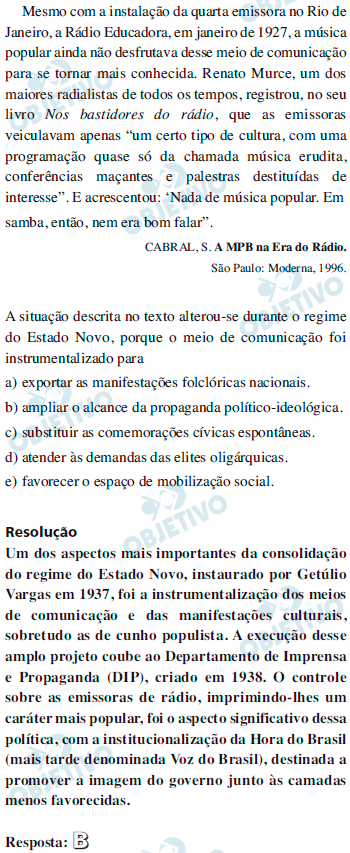 Mesmo com a instalação da quarta emissora no Rio de
Janeiro, a Rádio Educadora, em janeiro de 1927, a música
popular ainda não desfrutava desse meio de comunicação
para se tornar mais conhecida. Renato Murce, um dos
maiores radialistas de todos os tempos, registrou, no seu
livro Nos bastidores do rádio, que as emissoras
veiculavam apenas “um certo tipo de cultura, com uma
programação quase só da chamada música erudita,
conferências maçantes e palestras destituídas de
interesse”. E acrescentou: ‘Nada de música popular. Em
samba, então, nem era bom falar”.
CABRAL, S. A MPB na Era do Rádio.
São Paulo: Moderna, 1996.
A situação descrita no texto alterou-se durante o regime
do Estado Novo, porque o meio de comunicação foi
instrumentalizado para
a) exportar as manifestações folclóricas nacionais.
b) ampliar o alcance da propaganda político-ideológica.
c) substituir as comemorações cívicas espontâneas.
d) atender às demandas das elites oligárquicas.
e) favorecer o espaço de mobilização social.
Resolução
Um dos aspectos mais importantes da consolidação
do regime do Estado Novo, instaurado por Getúlio
Vargas em 1937, foi a instrumentalização dos meios
de comunicação e das manifestações culturais,
sobretudo as de cunho populista. A execução desse
amplo projeto coube ao Departamento de Imprensa
e Propaganda (DIP), criado em 1938. O controle
sobre as emissoras de rádio, imprimindo-lhes um
caráter mais popular, foi o aspecto significativo dessa
política, com a institucionalização da Hora do Brasil
(mais tarde denominada Voz do Brasil), destinada a
promover a imagem do governo junto às camadas
menos favorecidas.
Resposta: B